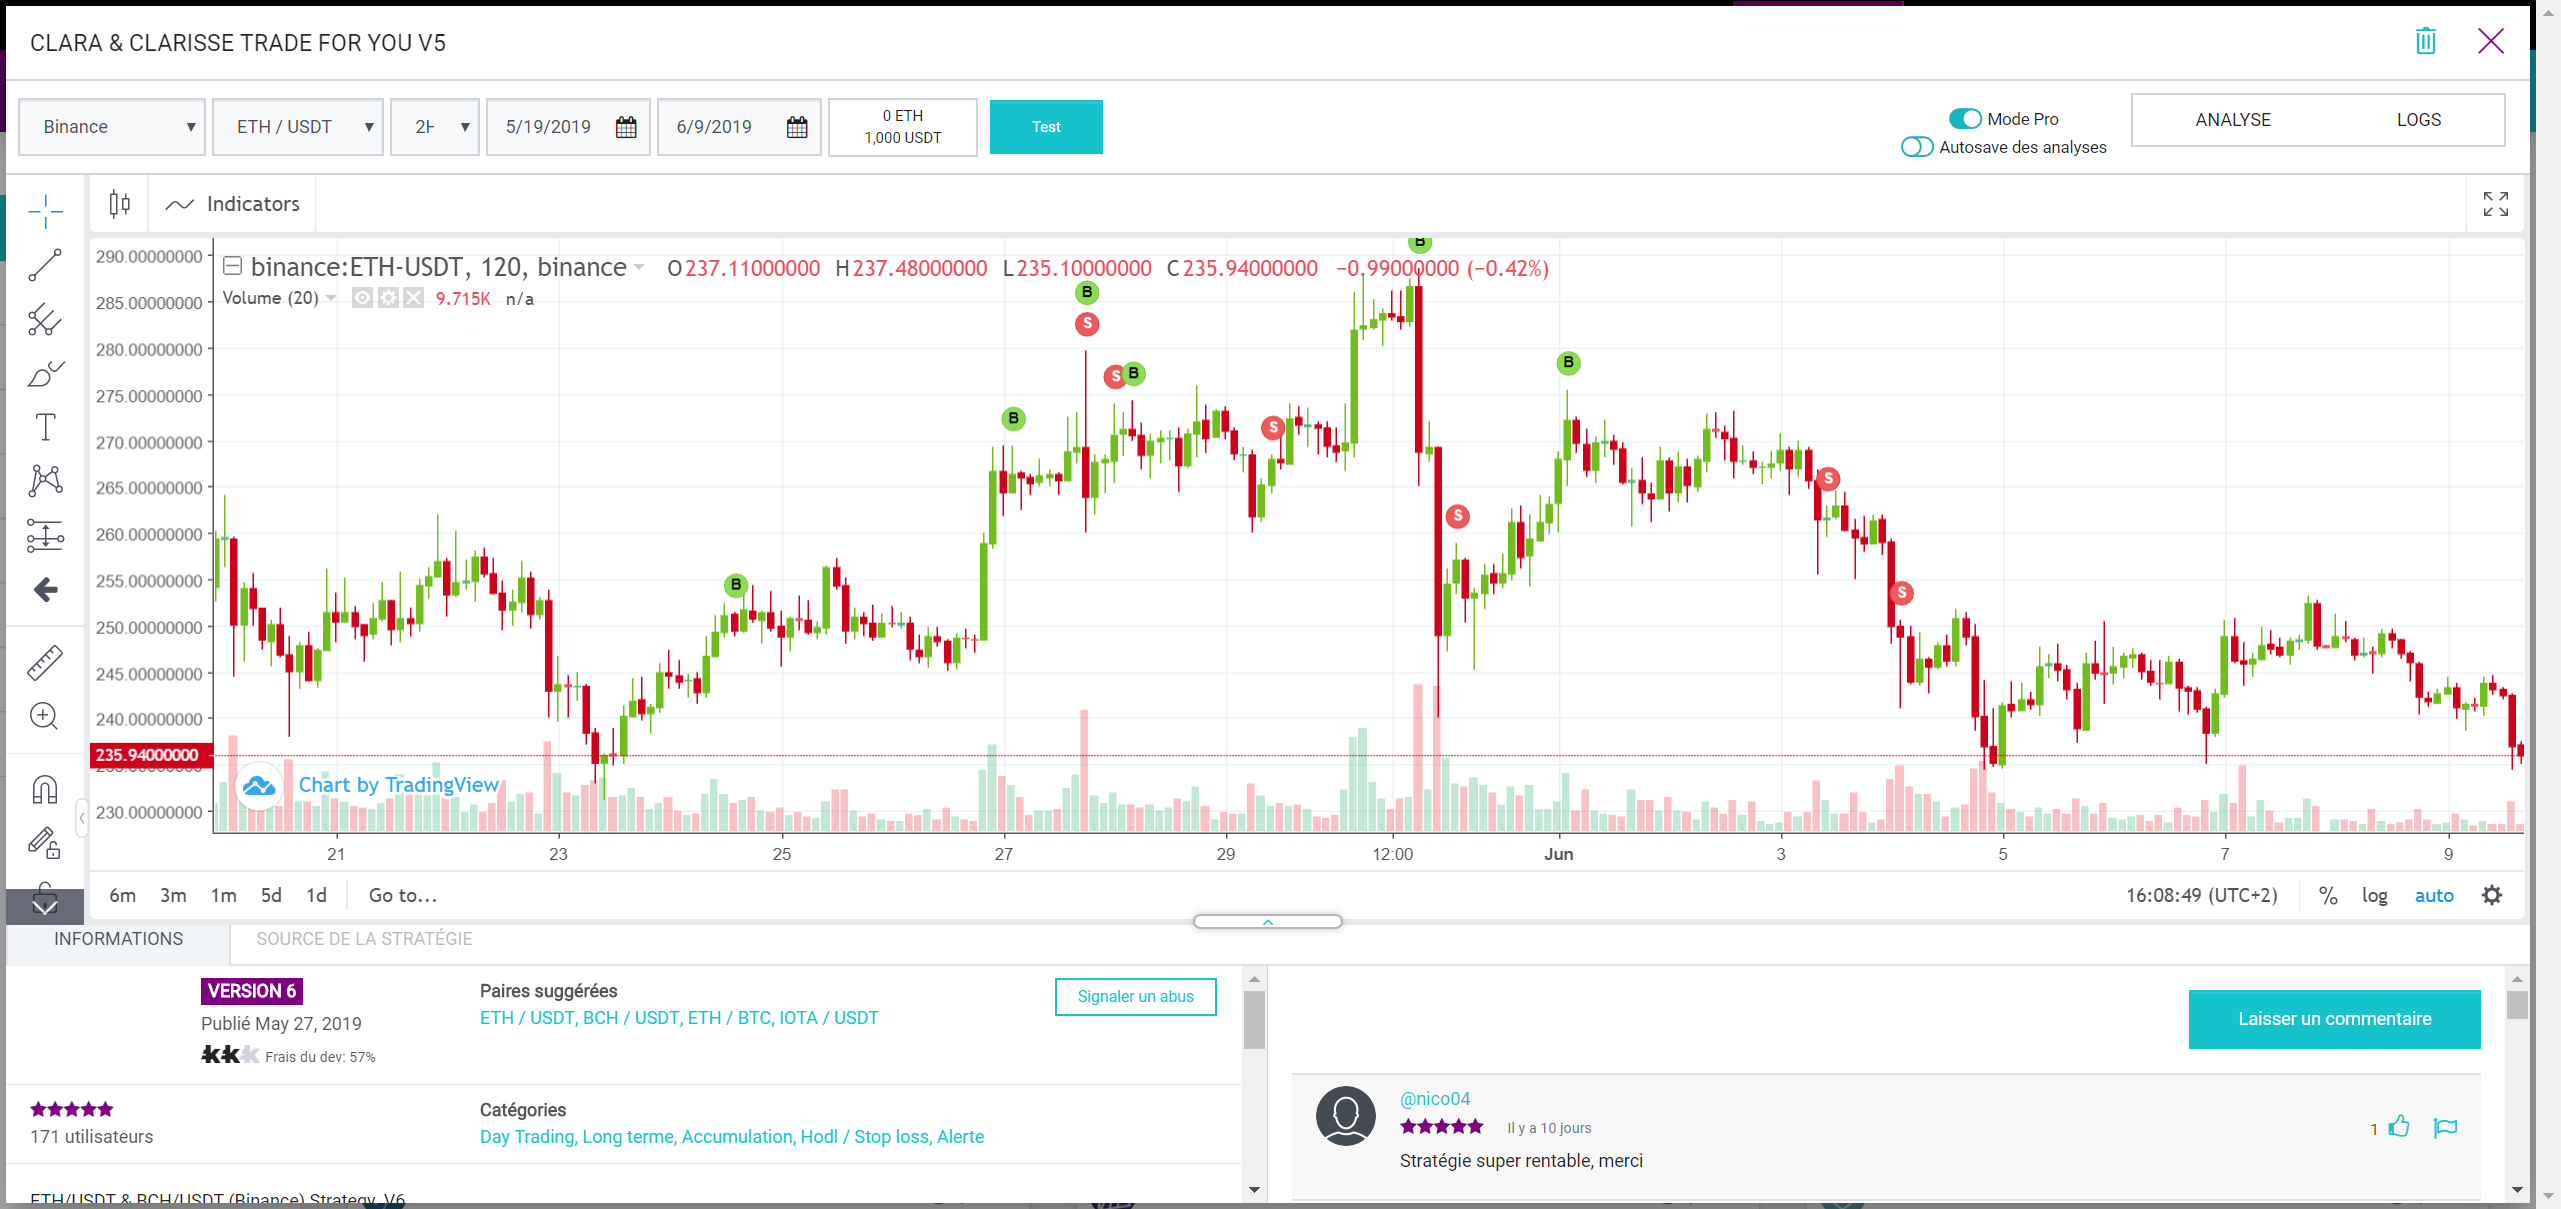 CLARA & CLARISSE TRADE FOR YOU V5
Binance
ETH / USDT
5/19/2019
6/9/2019
0 ETH
1,000 USDT
Test
Mode Pro
Autosave des analyses
ANALYSE
LOGS
Indicators
binance:ETH-USDT, 120, binance
O 237.11000000 H 237.48000000 L 235.10000000 C 235.94000000 −0.99000000 (−0.42%)
Volume (20) 9.715K n/a
290.00000000
285.00000000
280.00000000
275.00000000
270.00000000
265.00000000
260.00000000
255.00000000
250.00000000
245.00000000
240.00000000
235.94000000
230.00000000
B
B
S
S
B
B
S
B
B
S
B
S
S
Chart by TradingView
21 23 25 27 29 12:00 Jun 3 5 7 9
6m 3m 1m 5d 1d Go to...
16:08:49 (UTC+2) % log auto
INFORMATIONS
SOURCE DE LA STRATÉGIE
VERSION 6
Publié May 27, 2019
Frais du dev: 57%
Paires suggérées
ETH / USDT, BCH / USDT, ETH / BTC, IOTA / USDT
Signaler un abus
171 utilisateurs
Catégories
Day Trading, Long terme, Accumulation, Hodl / Stop loss, Alerte
ETH/USDT & BCH/USDT (Binance) Strategy V6
Laisser un commentaire
@nico04
Il y a 10 jours
1
Stratégie super rentable, merci